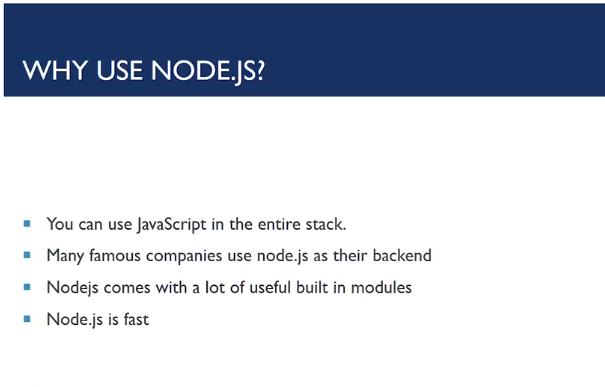 WHY USE NODE.JS?
You can use JavaScript in the entire stack.
Many famous companies use node.js as their backend
Nodejs comes with a lot of useful built in modules
Node.js is fast